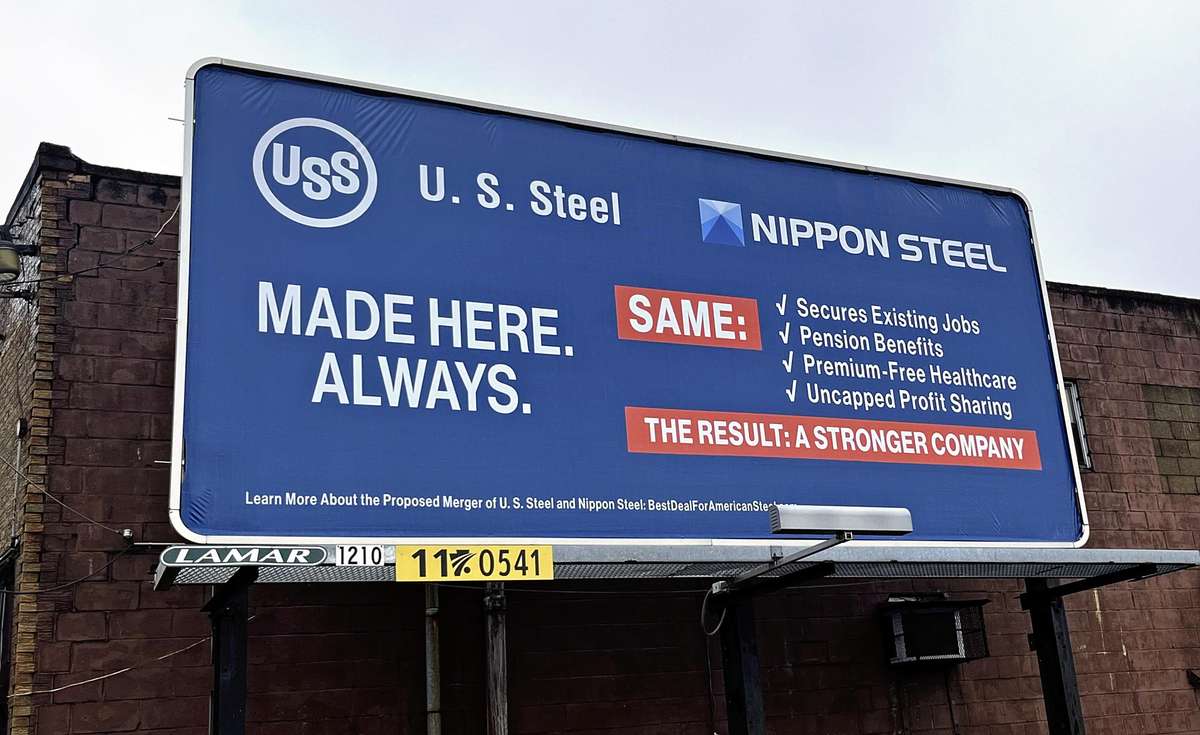 USS
U. S. Steel
NIPPON STEEL
MADE HERE.
ALWAYS.
SAME:
√ Secures Existing Jobs
√ Pension Benefits
√ Premium-Free Healthcare
√ Uncapped Profit Sharing
THE RESULT: A STRONGER COMPANY
Learn More About the Proposed Merger of U. S. Steel and Nippon Steel:
LAMAR
1210
117 0541